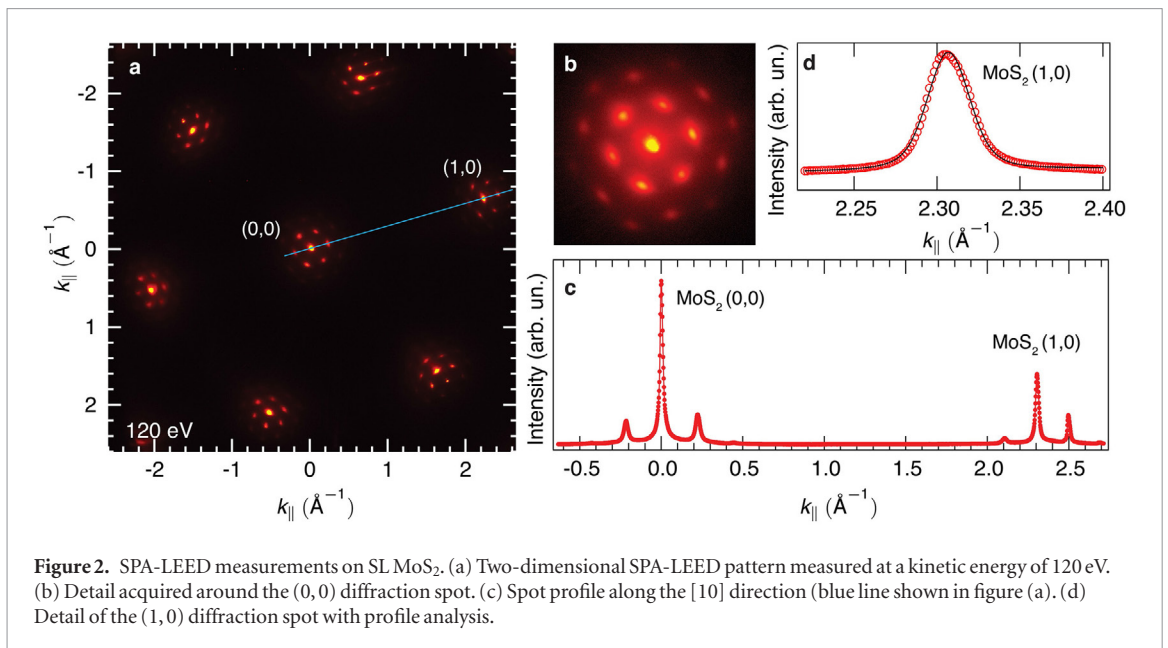 a
-2
-1
0
1
2
k∥ (Å⁻¹)
(1,0)
(0,0)
120 eV
-2 -1 0 1 2
k∥ (Å⁻¹)
b
d
MoS₂ (1,0)
Intensity (arb. un.)
2.25 2.30 2.35 2.40
k∥ (Å⁻¹)
c
MoS₂ (0,0)
MoS₂ (1,0)
Intensity (arb. un.)
-0.5 0.0 0.5 1.0 1.5 2.0 2.5
k∥ (Å⁻¹)
Figure 2. SPA-LEED measurements on SL MoS₂. (a) Two-dimensional SPA-LEED pattern measured at a kinetic energy of 120 eV.
(b) Detail acquired around the (0, 0) diffraction spot. (c) Spot profile along the [10] direction (blue line shown in figure (a). (d)
Detail of the (1, 0) diffraction spot with profile analysis.